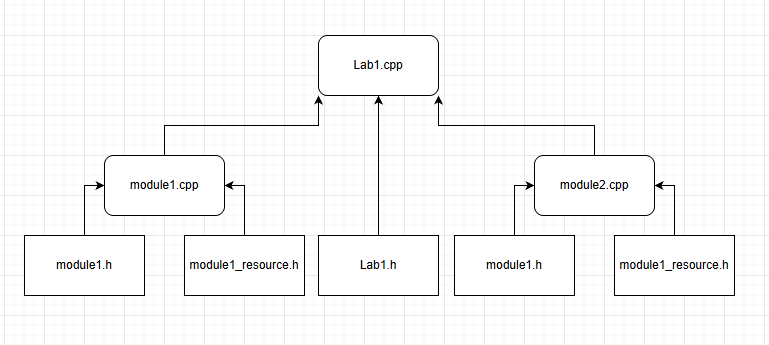 Lab1.cpp
module1.cpp
module2.cpp
module1.h
module1_resource.h
Lab1.h
module1.h
module1_resource.h